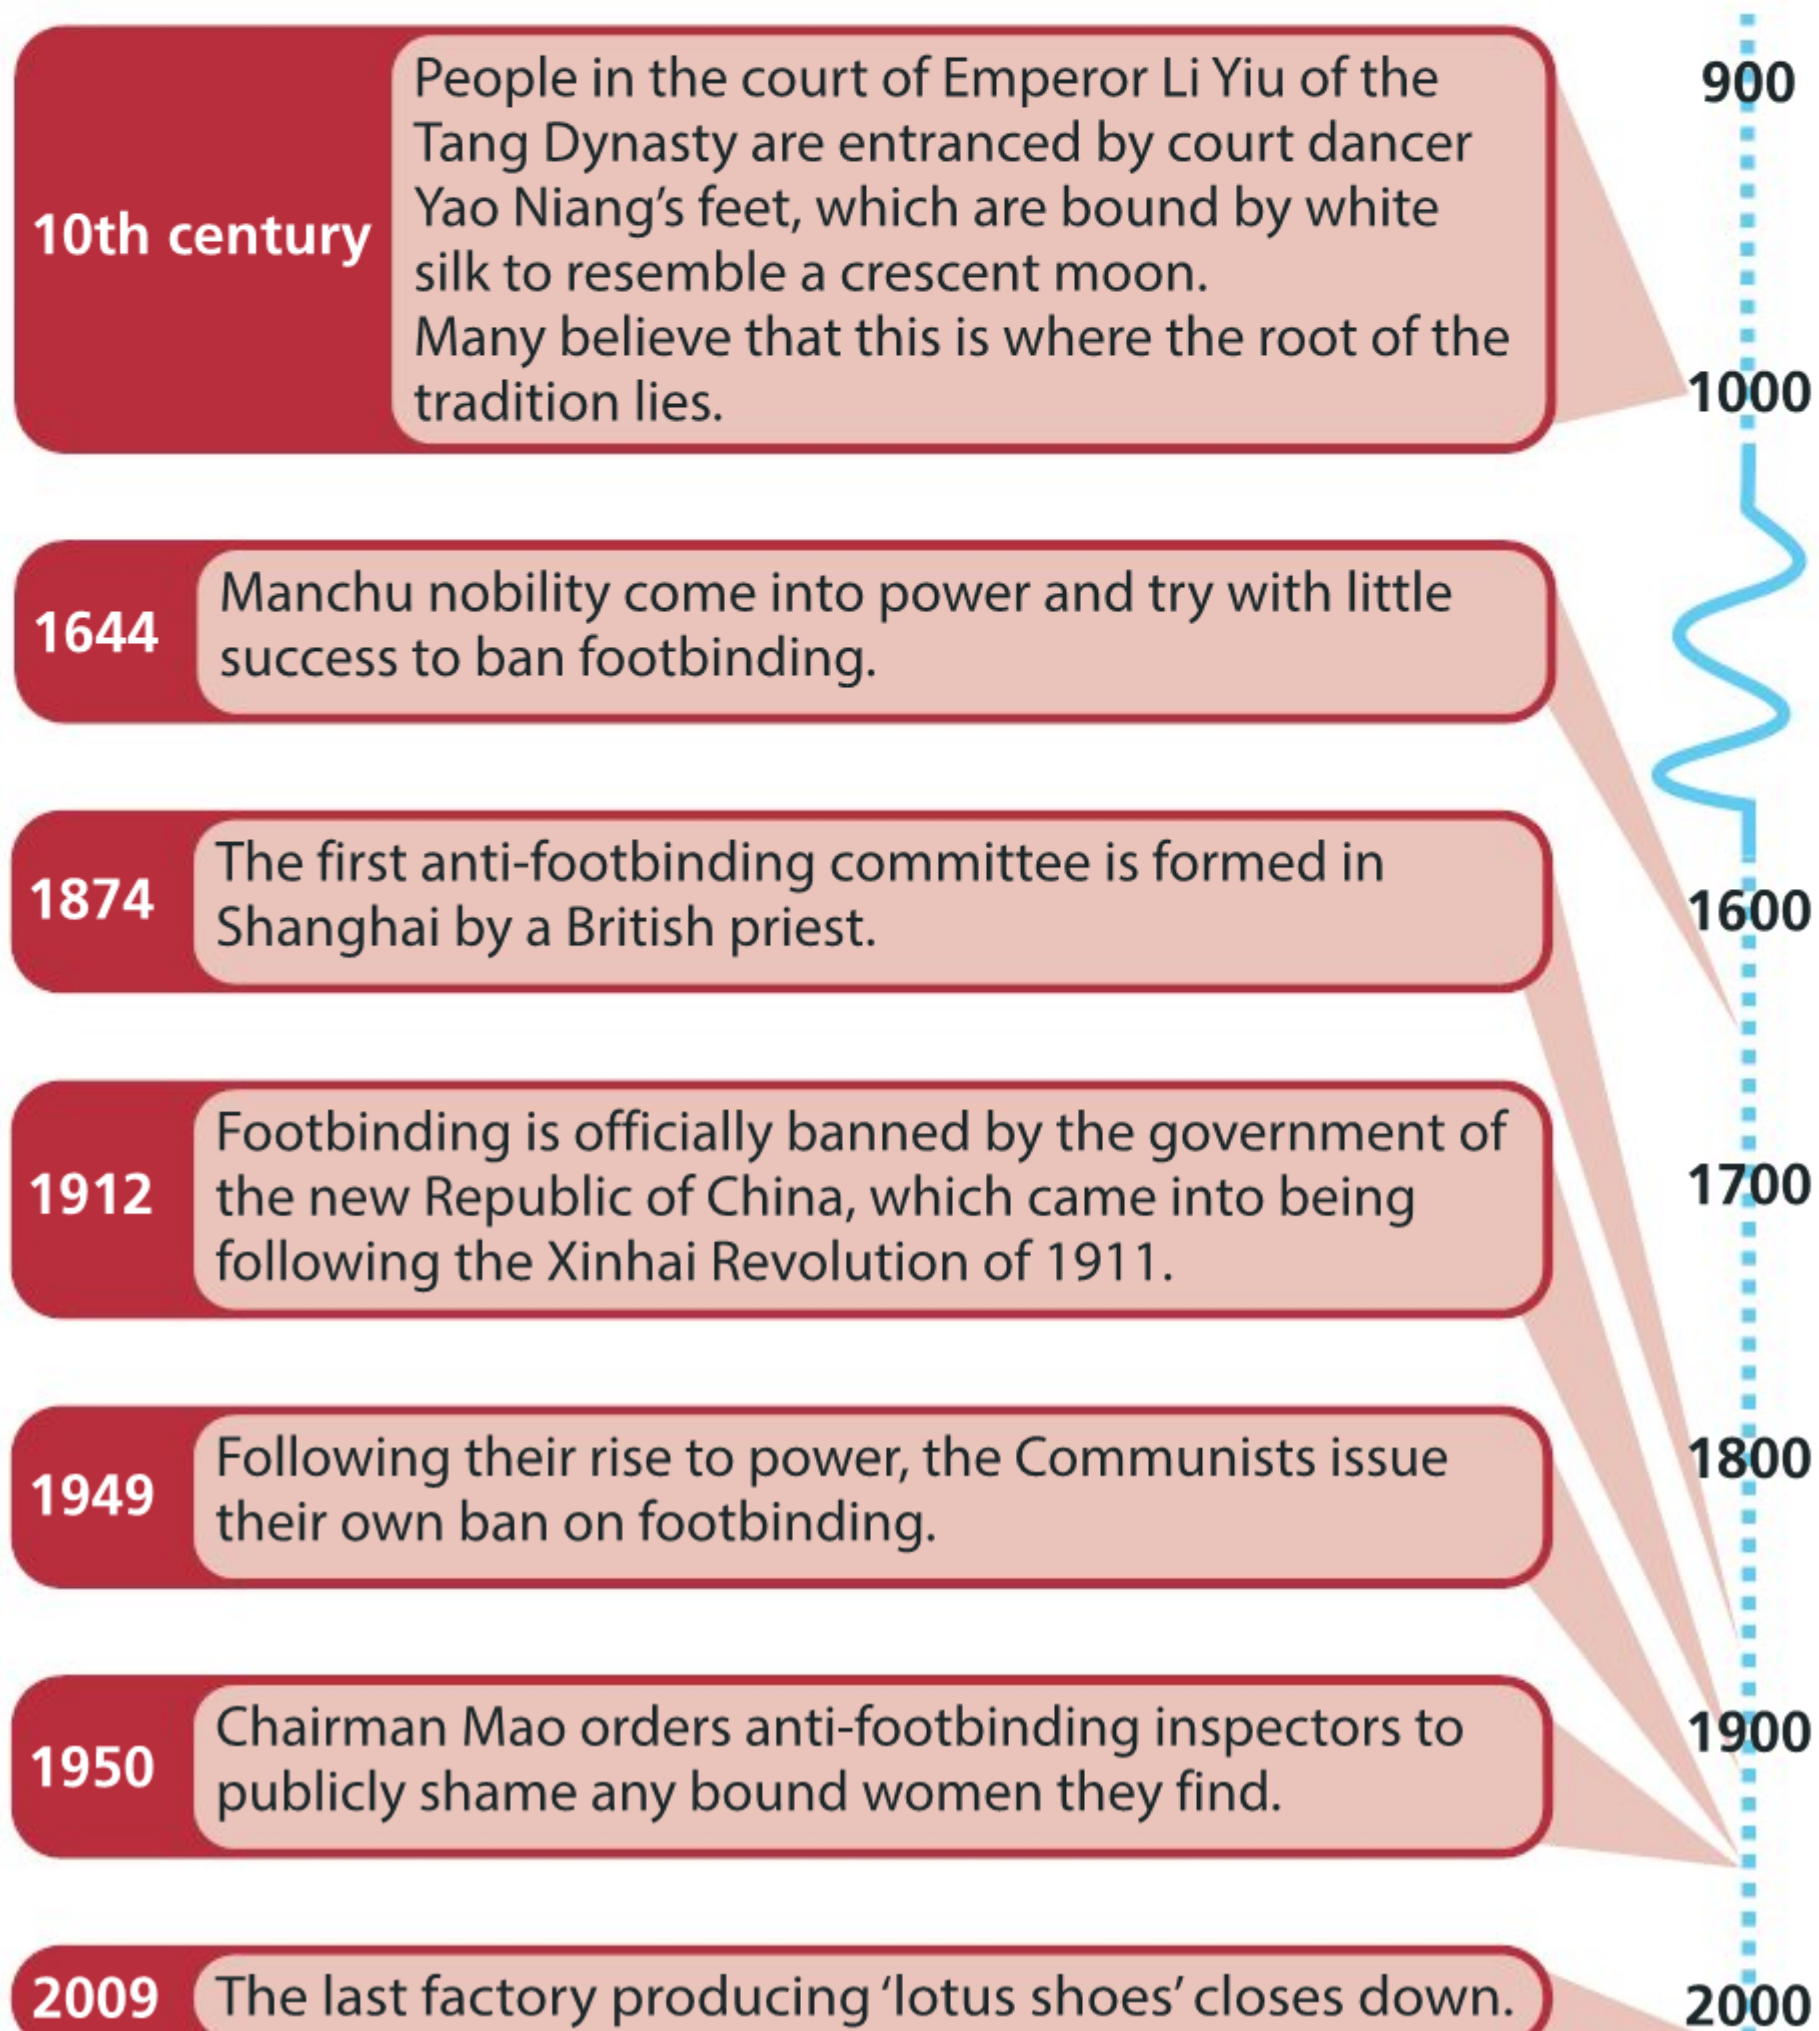 10th century
People in the court of Emperor Li Yiu of the
Tang Dynasty are entranced by court dancer
Yao Niang’s feet, which are bound by white
silk to resemble a crescent moon.
Many believe that this is where the root of the
tradition lies.
1644
Manchu nobility come into power and try with little
success to ban footbinding.
1874
The first anti-footbinding committee is formed in
Shanghai by a British priest.
1912
Footbinding is officially banned by the government of
the new Republic of China, which came into being
following the Xinhai Revolution of 1911.
1949
Following their rise to power, the Communists issue
their own ban on footbinding.
1950
Chairman Mao orders anti-footbinding inspectors to
publicly shame any bound women they find.
2009
The last factory producing ‘lotus shoes’ closes down.
900
1000
1600
1700
1800
1900
2000